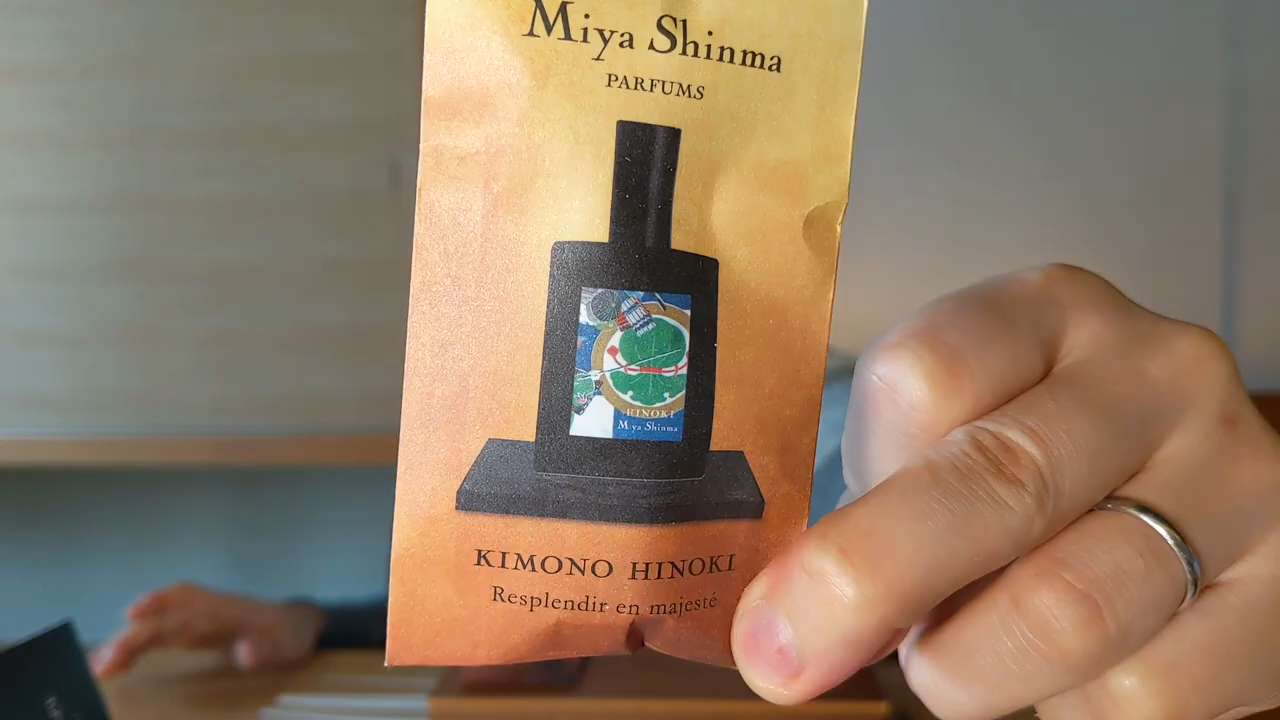 Miya Shinma
PARFUMS
HINOKI
Miya Shinma
KIMONO HINOKI
Resplendir en majesté